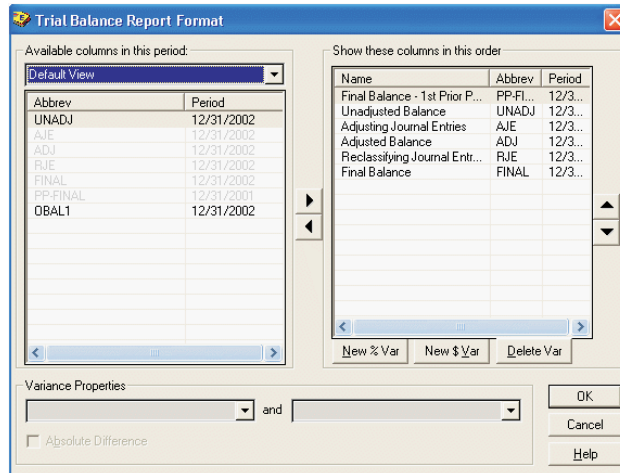 Trial Balance Report Format
Available columns in this period:
Default View
Abbrev Period
UNADJ 12/31/2002
AJE 12/31/2002
ADJ 12/31/2002
RJE 12/31/2002
FINAL 12/31/2002
PP-FINAL 12/31/2001
OBAL1 12/31/2002
Show these columns in this order
Name Abbrev Period
Final Balance - 1st Prior P... PP-FI... 12/3...
Unadjusted Balance UNADJ 12/3...
Adjusting Journal Entries AJE 12/3...
Adjusted Balance ADJ 12/3...
Reclassifying Journal Entr... RJE 12/3...
Final Balance FINAL 12/3...
New % Var New $ Var Delete Var
Variance Properties
and
Absolute Difference
OK
Cancel
Help